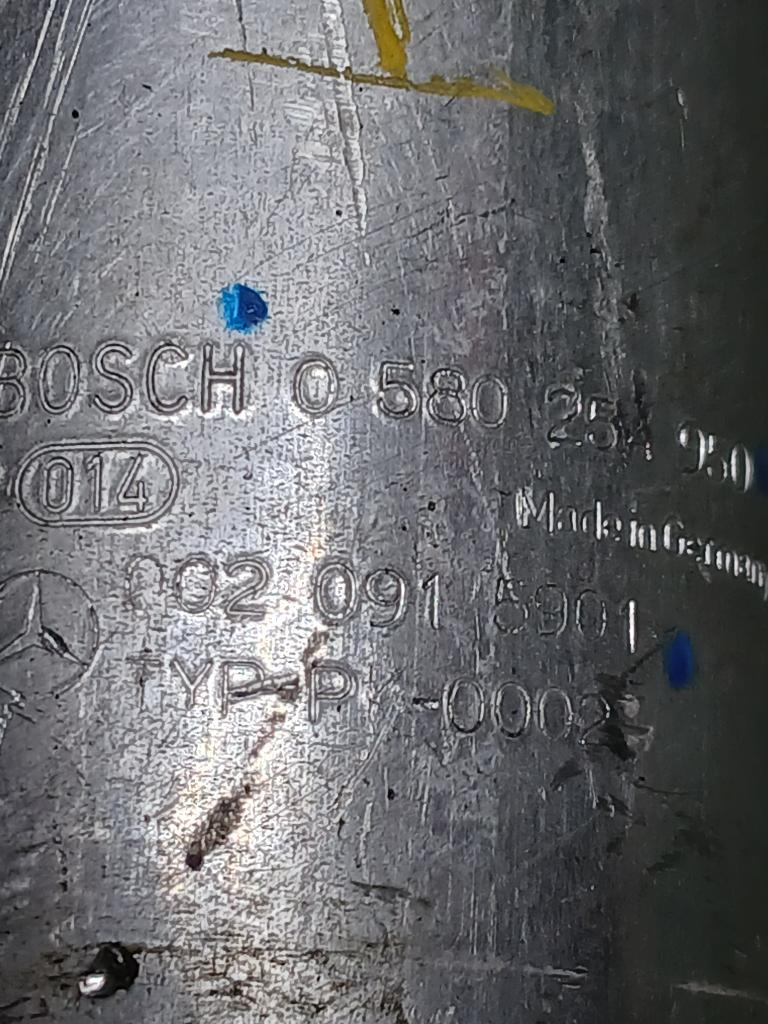 BOSCH 0 580 254 950
014
Made in Germany
002 091 5901
TYP-P -0002